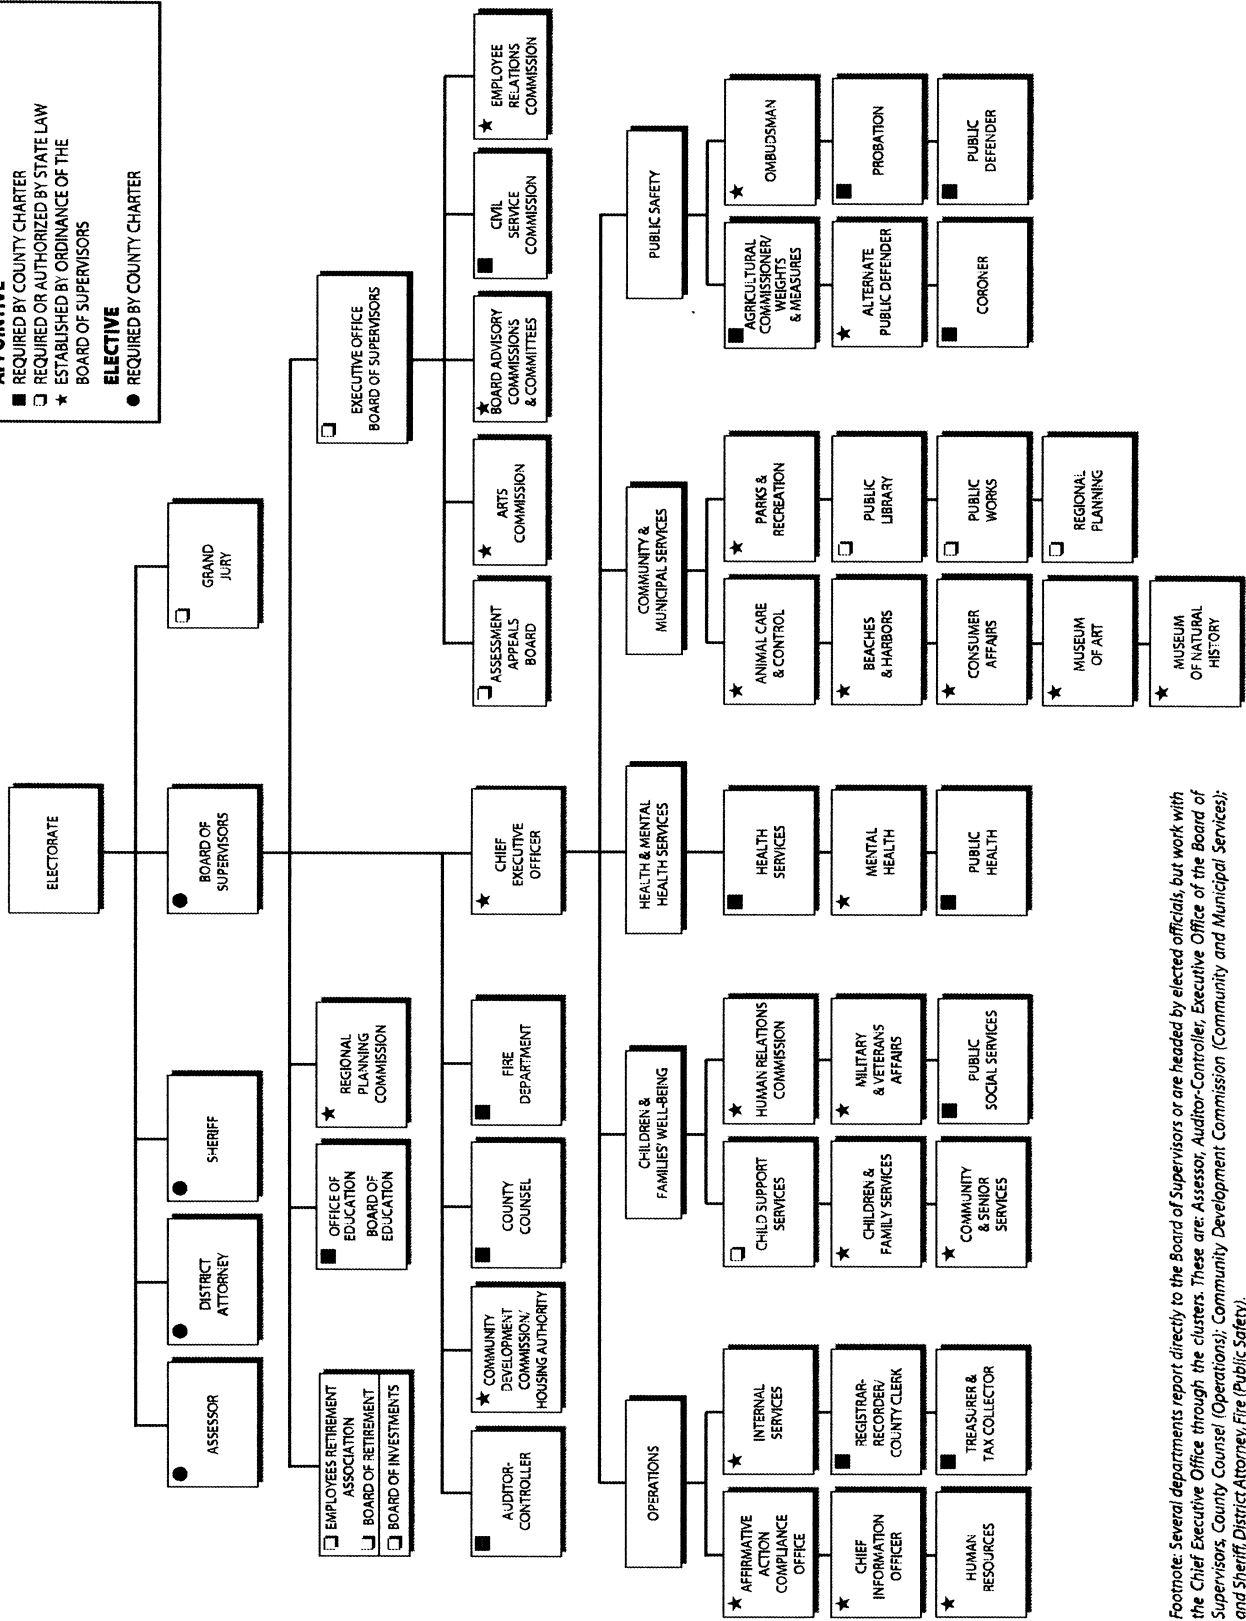 APPOINTIVE
■ REQUIRED BY COUNTY CHARTER
❑ REQUIRED OR AUTHORIZED BY STATE LAW
★ ESTABLISHED BY ORDINANCE OF THE
BOARD OF SUPERVISORS
ELECTIVE
● REQUIRED BY COUNTY CHARTER
ELECTORATE
● ASSESSOR
● DISTRICT
ATTORNEY
● SHERIFF
● BOARD OF
SUPERVISORS
❑ GRAND
JURY
❑ EMPLOYEES RETIREMENT
ASSOCIATION
❑ BOARD OF RETIREMENT
❑ BOARD OF INVESTMENTS
■ OFFICE OF
EDUCATION
BOARD OF
EDUCATION
★ REGIONAL
PLANNING
COMMISSION
❑ EXECUTIVE OFFICE
BOARD OF SUPERVISORS
■ AUDITOR-
CONTROLLER
★ COMMUNITY
DEVELOPMENT
COMMISSION/
HOUSING AUTHORITY
■ COUNTY
COUNSEL
■ FIRE
DEPARTMENT
★ CHIEF
EXECUTIVE
OFFICER
❑ ASSESSMENT
APPEALS
BOARD
★ ARTS
COMMISSION
★ BOARD ADVISORY
COMMISSIONS
& COMMITTEES
■ CIVIL
SERVICE
COMMISSION
★ EMPLOYEE
RELATIONS
COMMISSION
OPERATIONS
★ AFFIRMATIVE
ACTION
COMPLIANCE
OFFICE
★ INTERNAL
SERVICES
★ CHIEF
INFORMATION
OFFICER
■ REGISTRAR-
RECORDER/
COUNTY CLERK
★ HUMAN
RESOURCES
■ TREASURER &
TAX COLLECTOR
CHILDREN &
FAMILIES' WELL-BEING
❑ CHILD SUPPORT
SERVICES
★ HUMAN RELATIONS
COMMISSION
★ CHILDREN &
FAMILY SERVICES
★ MILITARY
& VETERANS
AFFAIRS
★ COMMUNITY
& SENIOR
SERVICES
■ PUBLIC
SOCIAL SERVICES
HEALTH & MENTAL
HEALTH SERVICES
■ HEALTH
SERVICES
★ MENTAL
HEALTH
■ PUBLIC
HEALTH
COMMUNITY &
MUNICIPAL SERVICES
★ ANIMAL CARE
& CONTROL
★ PARKS &
RECREATION
★ BEACHES
& HARBORS
❑ PUBLIC
LIBRARY
★ CONSUMER
AFFAIRS
❑ PUBLIC
WORKS
★ MUSEUM
OF ART
❑ REGIONAL
PLANNING
★ MUSEUM
OF NATURAL
HISTORY
PUBLIC SAFETY
■ AGRICULTURAL
COMMISSIONER/
WEIGHTS
& MEASURES
★ OMBUDSMAN
★ ALTERNATE
PUBLIC DEFENDER
■ PROBATION
■ CORONER
■ PUBLIC
DEFENDER
Footnote: Several departments report directly to the Board of Supervisors or are headed by elected officials, but work with
the Chief Executive Office through the clusters. These are: Assessor, Auditor-Controller, Executive Office of the Board of
Supervisors, County Counsel (Operations); Community Development Commission (Community and Municipal Services);
and Sheriff, District Attorney, Fire (Public Safety).